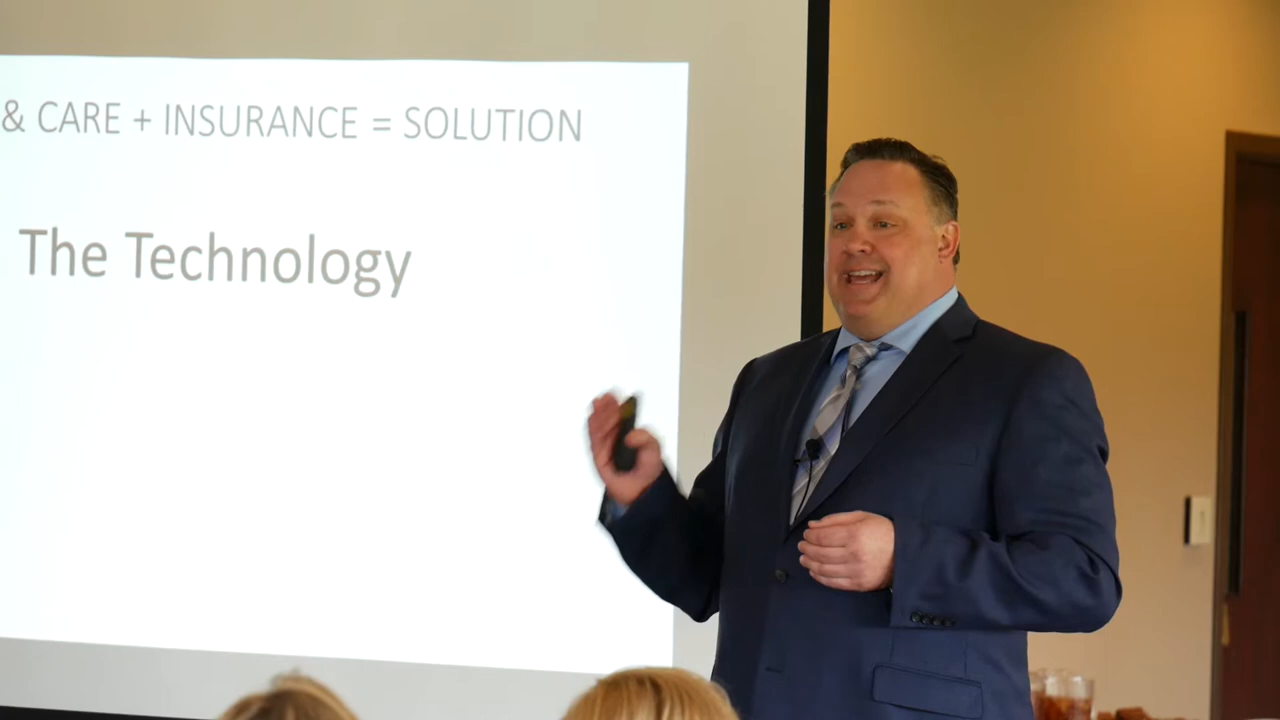 & CARE + INSURANCE = SOLUTION
The Technology